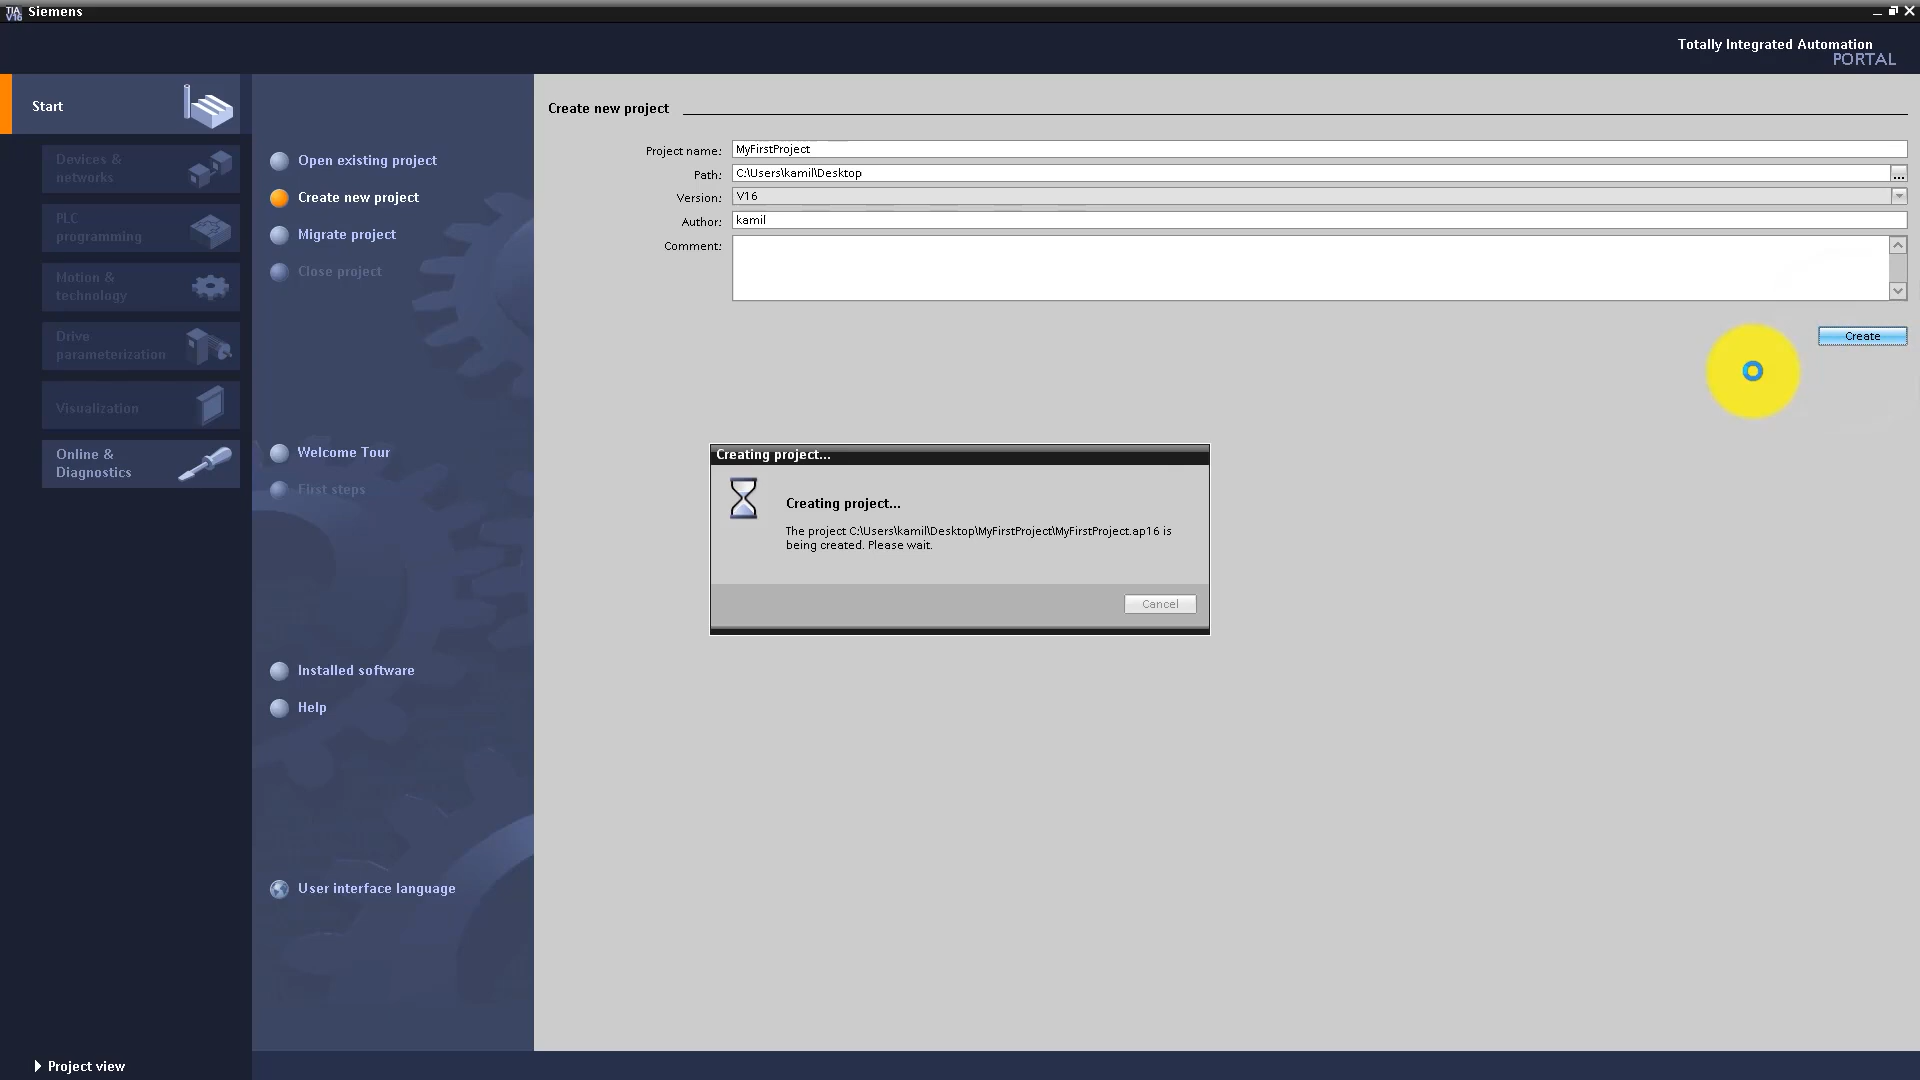 TIA
V16
Siemens
Totally Integrated Automation
PORTAL
Start
Devices &
networks
PLC
programming
Motion &
technology
Drive
parameterization
Visualization
Online &
Diagnostics
Project view
Open existing project
Create new project
Migrate project
Close project
Welcome Tour
First steps
Installed software
Help
User interface language
Create new project
Project name: MyFirstProject
Path: C:\Users\kamil\Desktop ...
Version: V16
Author: kamil
Comment:
Create
Creating project...
Creating project...
The project C:\Users\kamil\Desktop\MyFirstProject\MyFirstProject.ap16 is
being created. Please wait.
Cancel